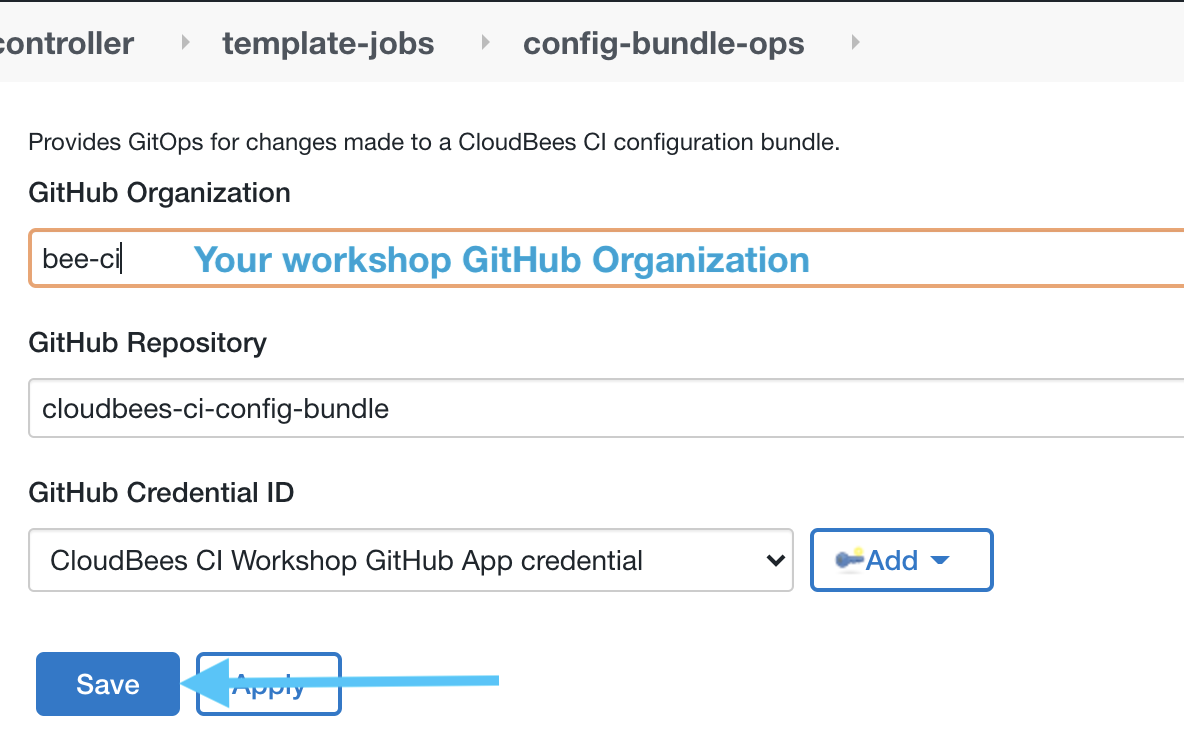 controller template-jobs config-bundle-ops
Provides GitOps for changes made to a CloudBees CI configuration bundle.
GitHub Organization
bee-ci Your workshop GitHub Organization
GitHub Repository
cloudbees-ci-config-bundle
GitHub Credential ID
CloudBees CI Workshop GitHub App credential Add
Save Apply